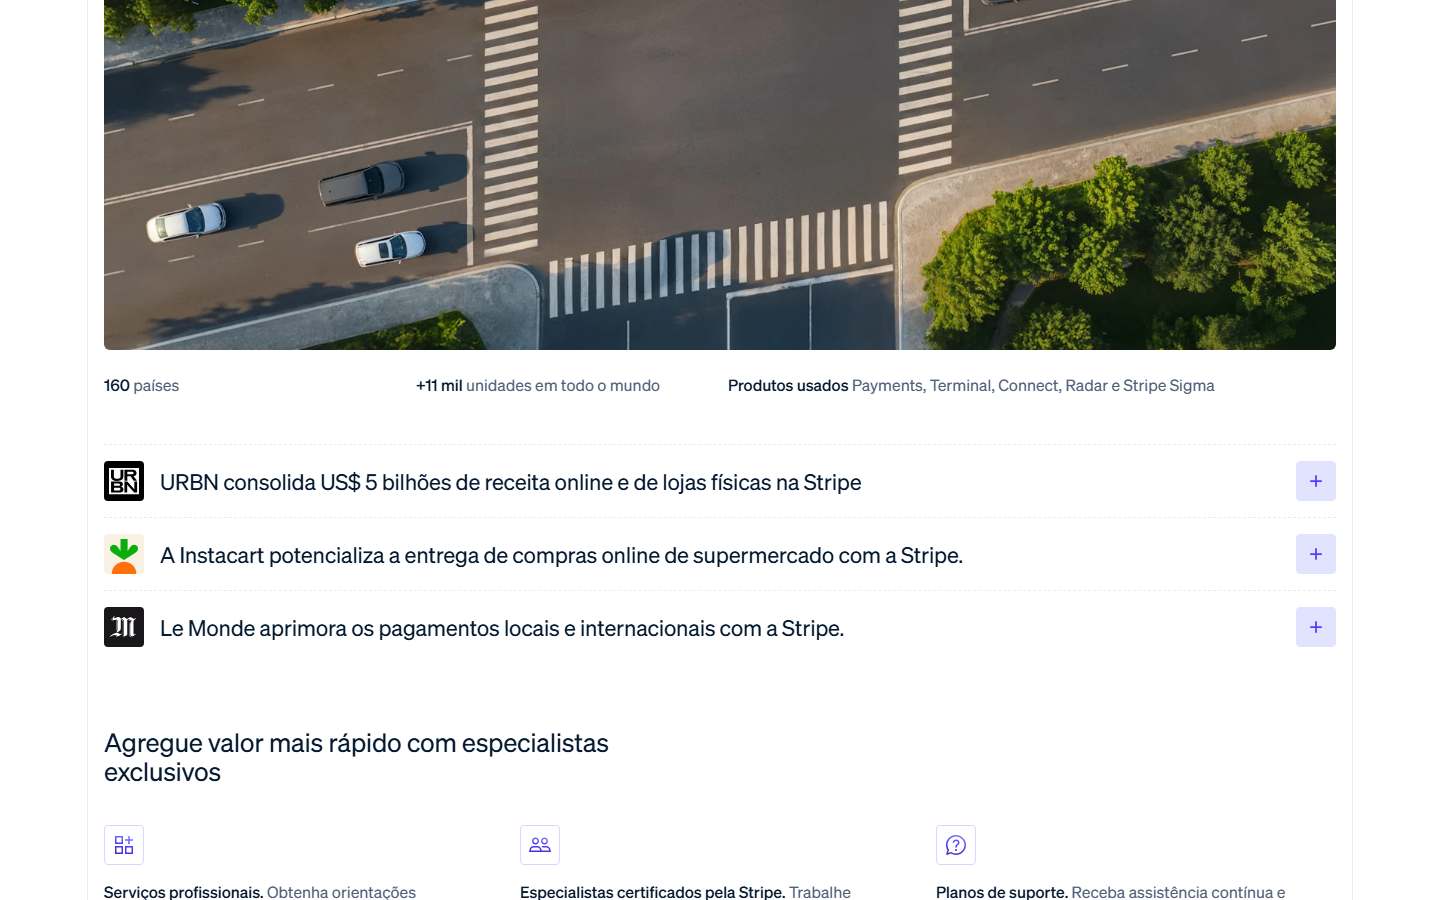 160 países
+11 mil unidades em todo o mundo
Produtos usados Payments, Terminal, Connect, Radar e Stripe Sigma
URBN
URBN consolida US$ 5 bilhões de receita online e de lojas físicas na Stripe
A Instacart potencializa a entrega de compras online de supermercado com a Stripe.
M
Le Monde aprimora os pagamentos locais e internacionais com a Stripe.
Agregue valor mais rápido com especialistas
exclusivos
Serviços profissionais. Obtenha orientações
Especialistas certificados pela Stripe. Trabalhe
Planos de suporte. Receba assistência contínua e